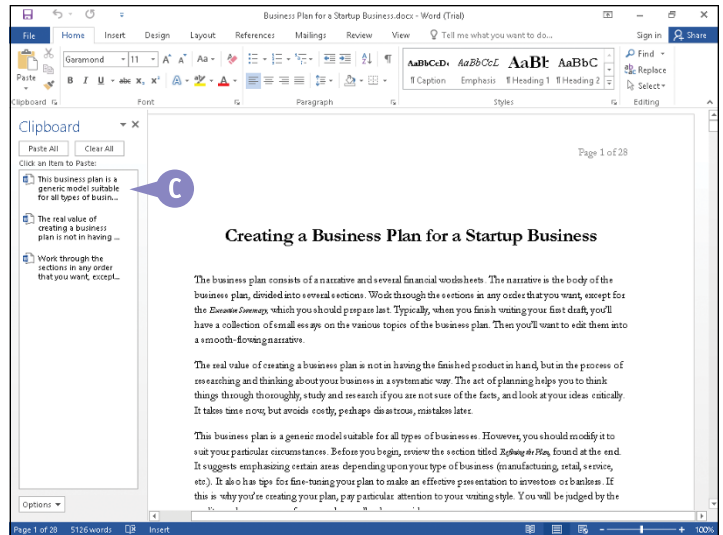 Business Plan for a Startup Business.docx - Word (Trial)
File Home Insert Design Layout References Mailings Review View Tell me what you want to do... Sign in Share
Paste
Garamond 11 A A Aa
B I U abc x, x² A A
AaBbCcDc AaBbCcL AaBb AaBbC
¶ Caption Emphasis ¶ Heading 1 ¶ Heading 2
Find
Replace
Select
Clipboard Font Paragraph Styles Editing
Clipboard
Paste All Clear All
Click an Item to Paste:
This business plan is a
generic model suitable
for all types of busin...
The real value of
creating a business
plan is not in having ...
Work through the
sections in any order
that you want, except...
C
Options
Page 1 of 28
Creating a Business Plan for a Startup Business
The business plan consists of a narrative and several financial worksheets. The narrative is the body of the
business plan, divided into several sections. Work through the sections in any order that you want, except for
the Executive Summary, which you should prepare last. Typically, when you finish writing your first draft, you'll
have a collection of small essays on the various topics of the business plan. Then you'll want to edit them into
a smooth-flowing narrative.
The real value of creating a business plan is not in having the finished product in hand, but in the process of
researching and thinking about your business in a systematic way. The act of planning helps you to think
things through thoroughly, study and research if you are not sure of the facts, and look at your ideas critically.
It takes time now, but avoids costly, perhaps disastrous, mistakes later.
This business plan is a generic model suitable for all types of businesses. However, you should modify it to
suit your particular circumstances. Before you begin, review the section titled Refining the Plan, found at the end.
It suggests emphasizing certain areas depending upon your type of business (manufacturing, retail, service,
etc.). It also has tips for fine-tuning your plan to make an effective presentation to investors or bankers. If
this is why you're creating your plan, pay particular attention to your writing style. You will be judged by the
Page 1 of 28 5126 words Insert 100%